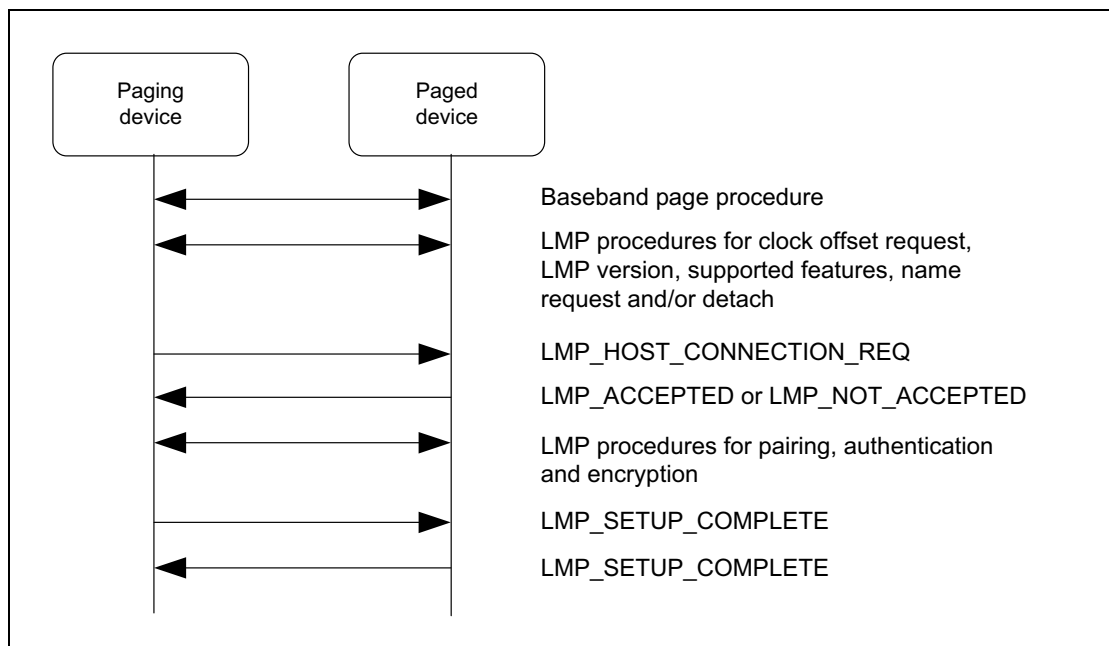 Paging
device
Paged
device
Baseband page procedure
LMP procedures for clock offset request,
LMP version, supported features, name
request and/or detach
LMP_HOST_CONNECTION_REQ
LMP_ACCEPTED or LMP_NOT_ACCEPTED
LMP procedures for pairing, authentication
and encryption
LMP_SETUP_COMPLETE
LMP_SETUP_COMPLETE